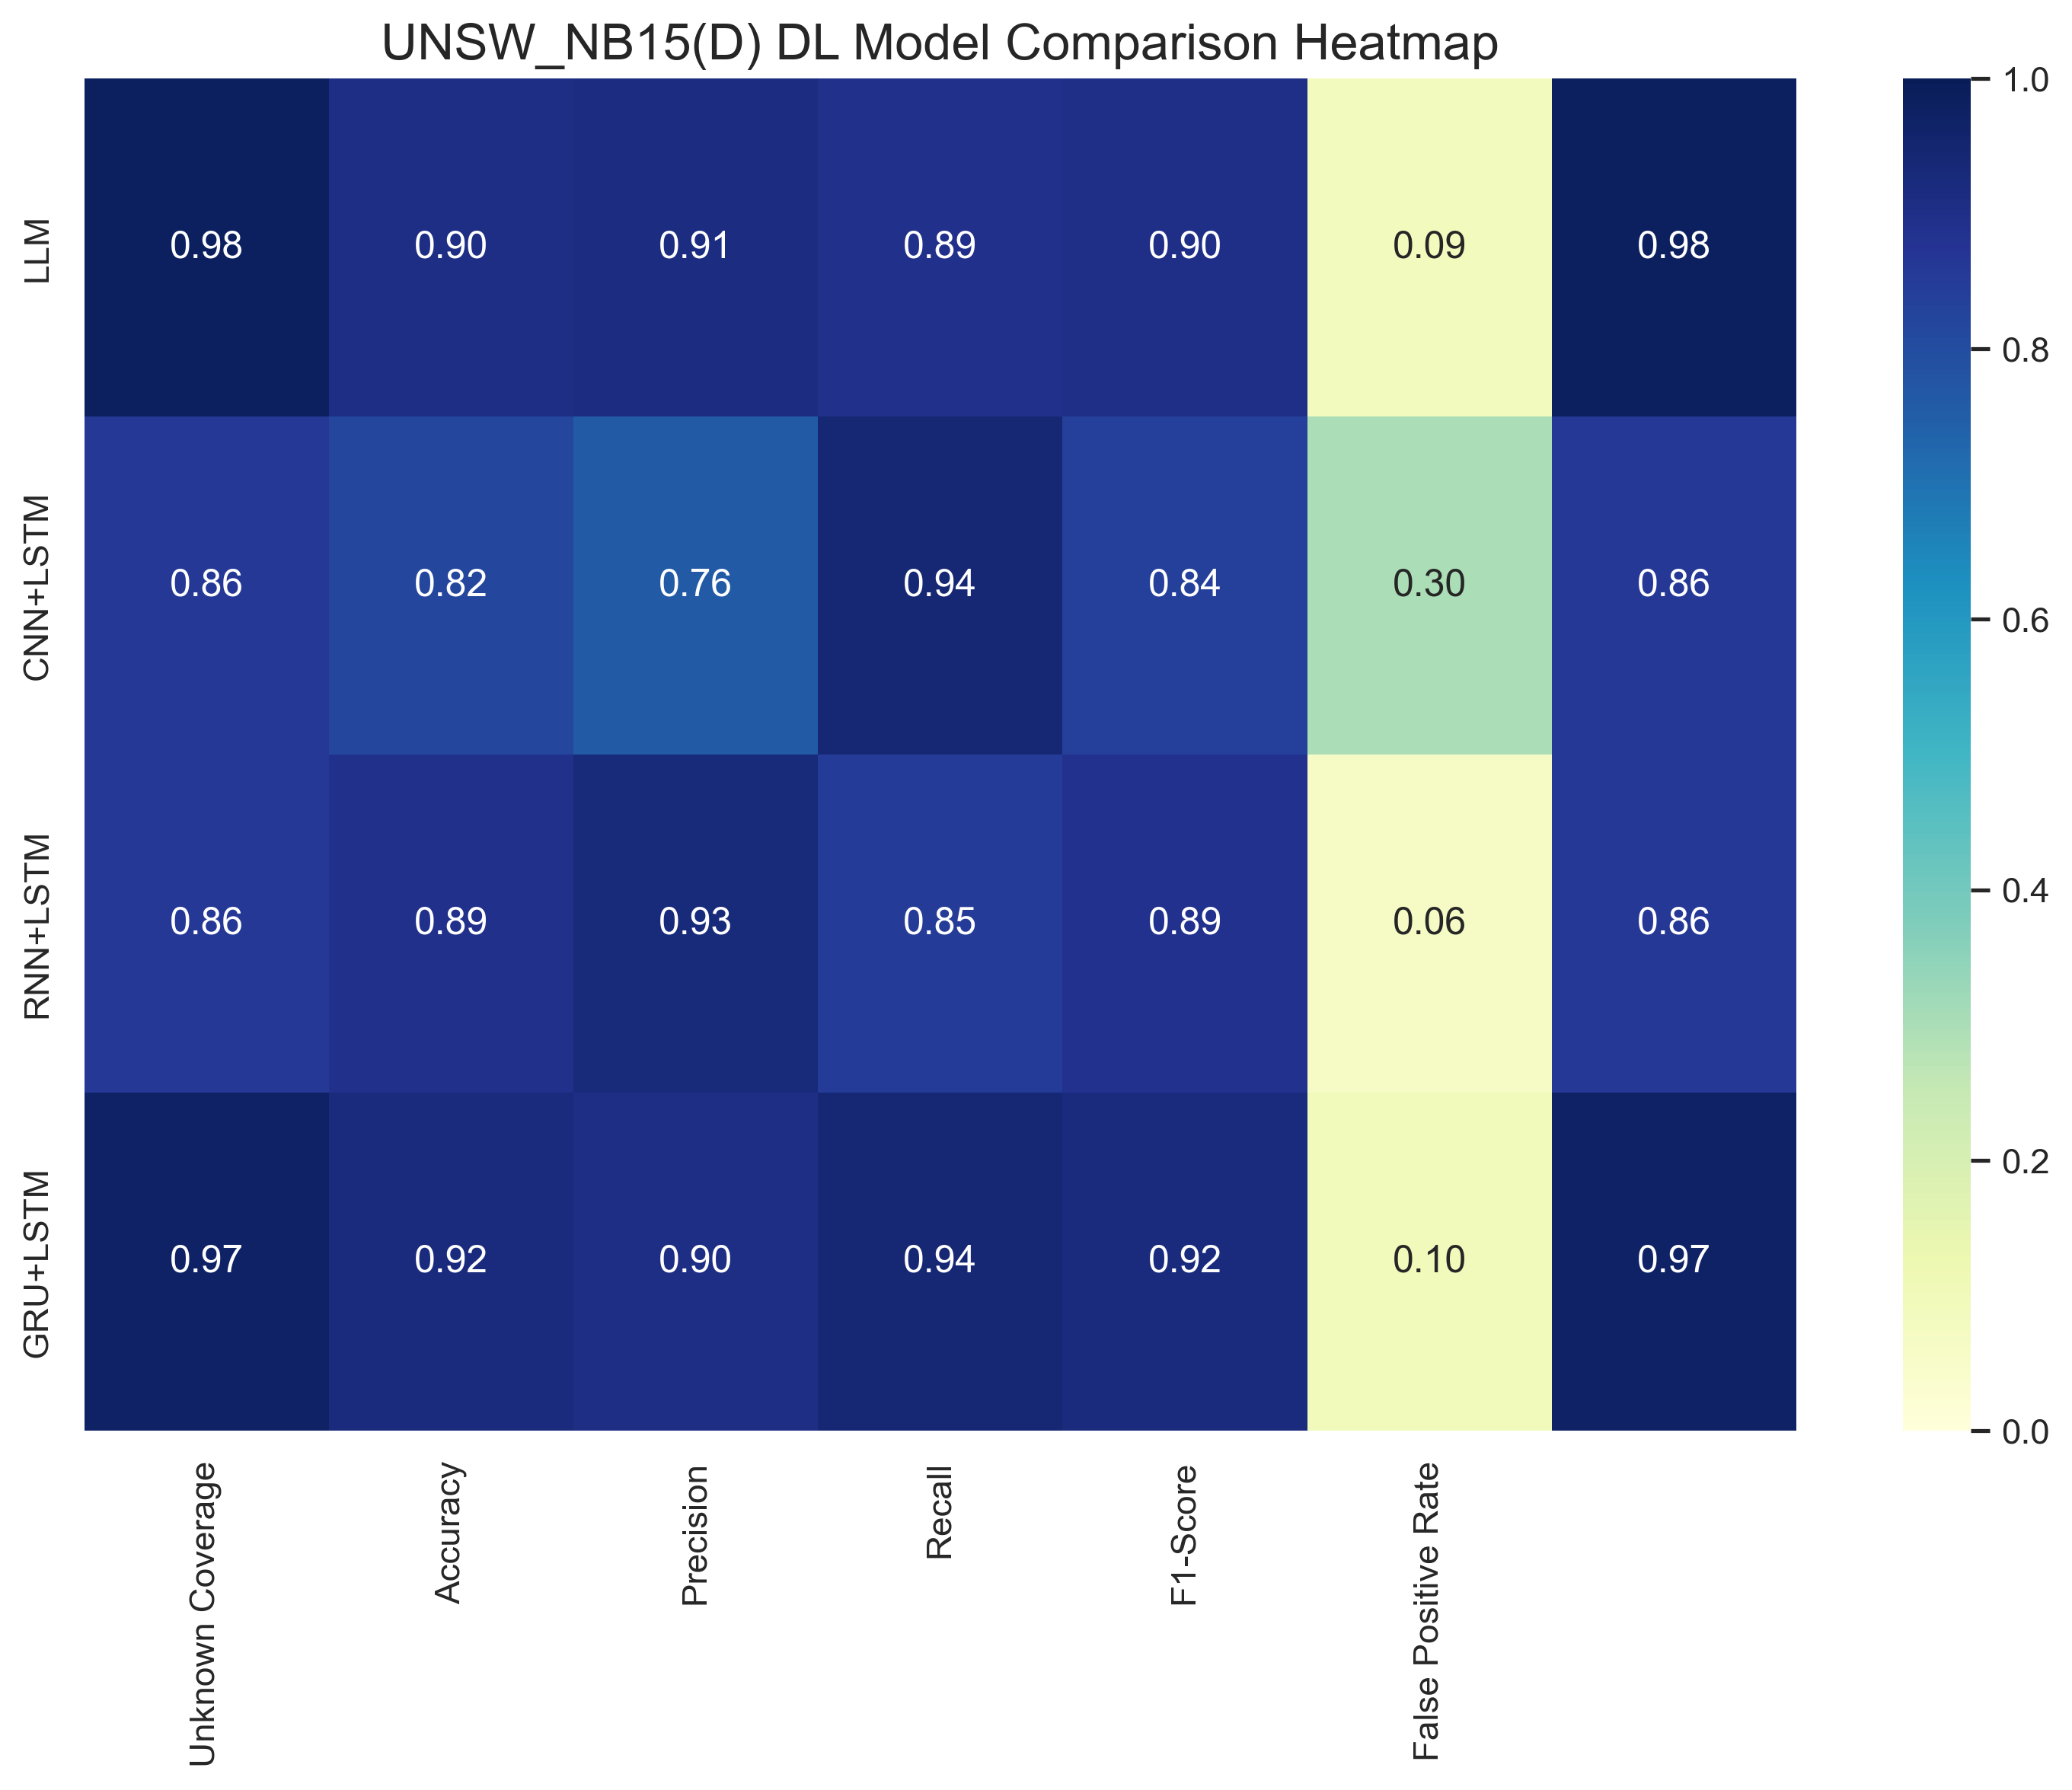 UNSW_NB15(D) DL Model Comparison Heatmap
LLM
0.98 0.90 0.91 0.89 0.90 0.09 0.98
CNN+LSTM
0.86 0.82 0.76 0.94 0.84 0.30 0.86
RNN+LSTM
0.86 0.89 0.93 0.85 0.89 0.06 0.86
GRU+LSTM
0.97 0.92 0.90 0.94 0.92 0.10 0.97
Unknown Coverage
Accuracy
Precision
Recall
F1-Score
False Positive Rate
1.0
0.8
0.6
0.4
0.2
0.0